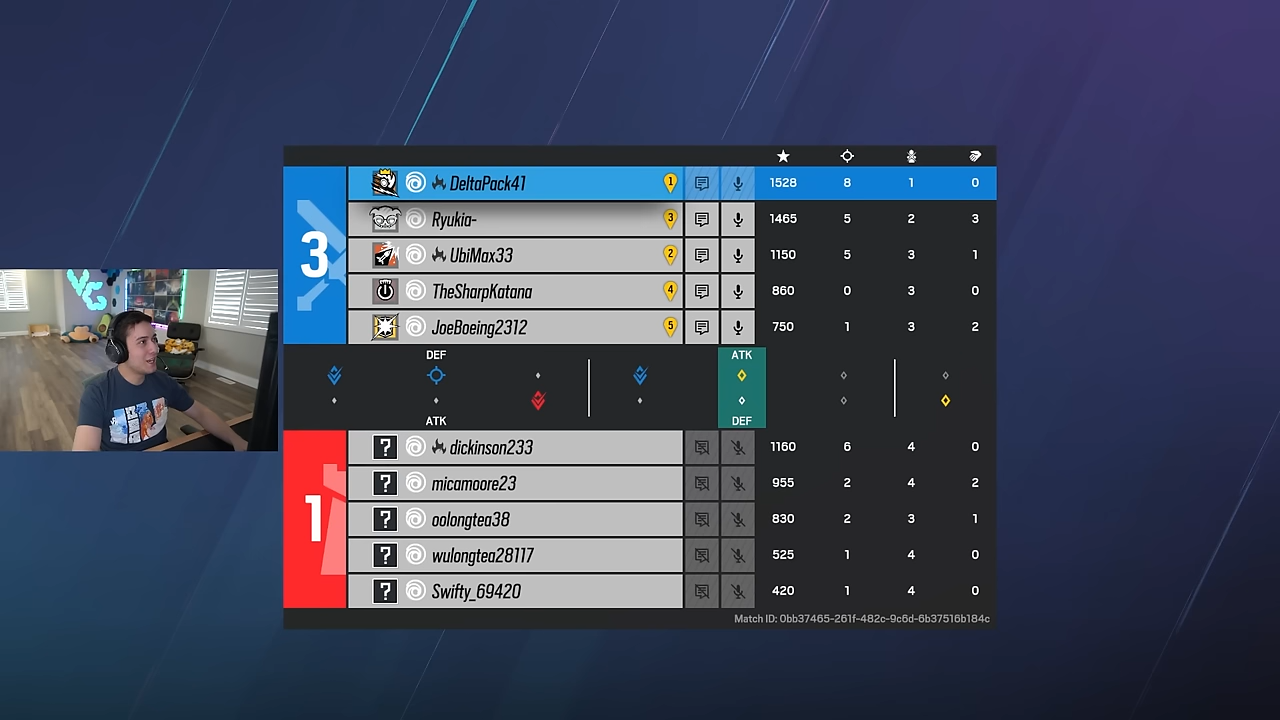 3
DeltaPack41 1 1528 8 1 0
Ryukia- 3 1465 5 2 3
UbiMax33 2 1150 5 3 1
TheSharpKatana 4 860 0 3 0
JoeBoeing2312 5 750 1 3 2
DEF ATK
ATK DEF
1
? dickinson233 1160 6 4 0
? micamoore23 955 2 4 2
? oolongtea38 830 2 3 1
? wulongtea28117 525 1 4 0
? Swifty_69420 420 1 4 0
Match ID: 0bb37465-261f-482c-9c6d-6b37516b184c